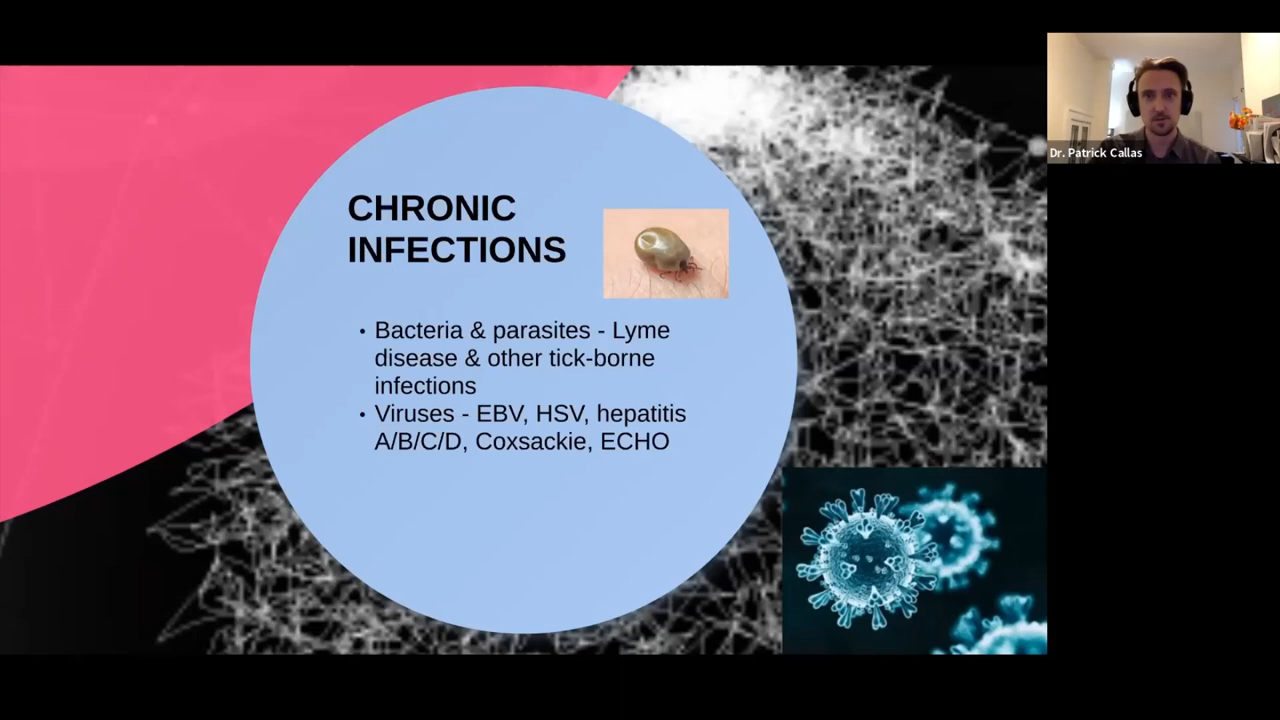 CHRONIC
INFECTIONS
• Bacteria & parasites - Lyme
disease & other tick-borne
infections
• Viruses - EBV, HSV, hepatitis
A/B/C/D, Coxsackie, ECHO
Dr. Patrick Callas